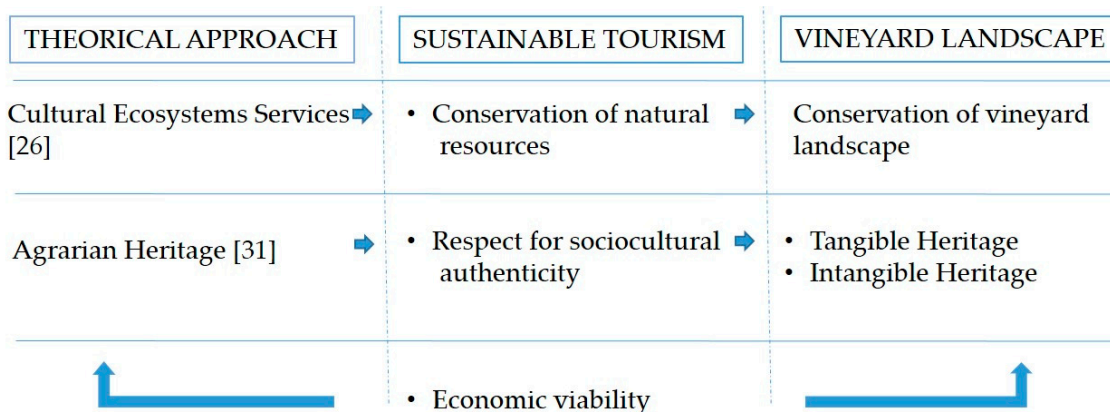 THEORICAL APPROACH
SUSTAINABLE TOURISM
VINEYARD LANDSCAPE
Cultural Ecosystems Services
[26]
• Conservation of natural
resources
Conservation of vineyard
landscape
Agrarian Heritage [31]
• Respect for sociocultural
authenticity
• Tangible Heritage
• Intangible Heritage
• Economic viability